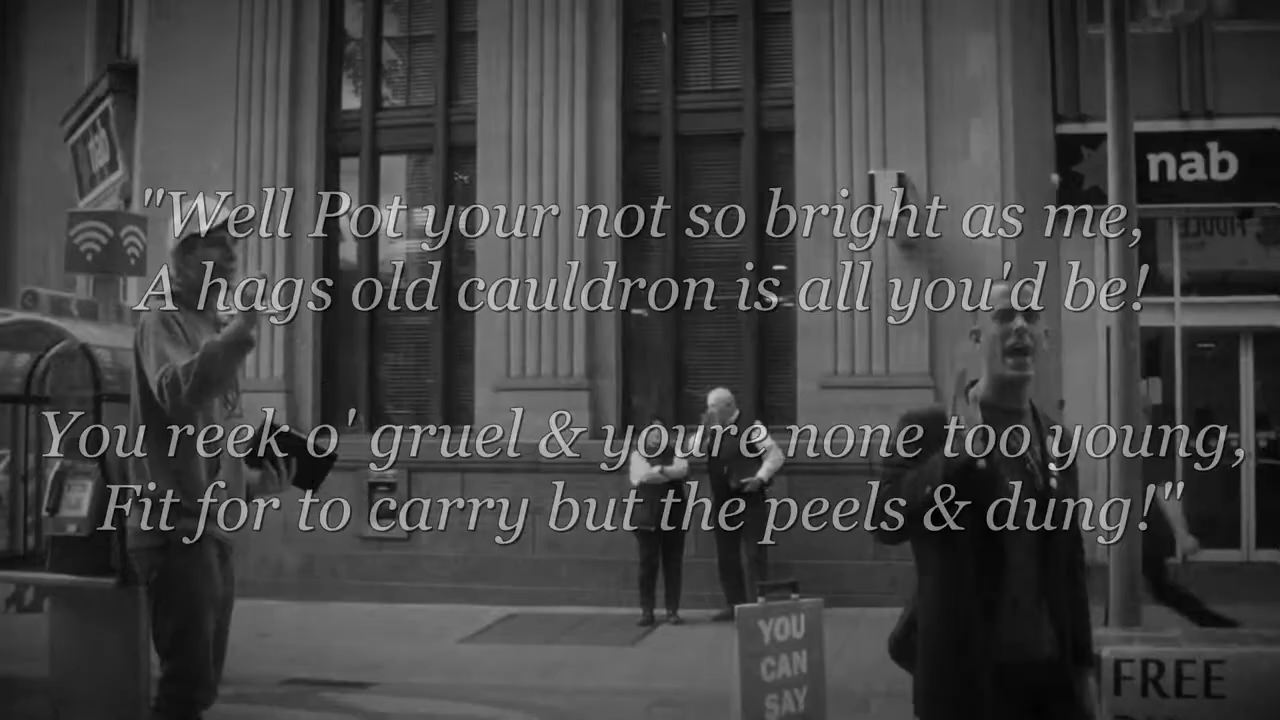 nab
nab
"Well Pot your not so bright as me,
A hags old cauldron is all you'd be!
You reek o' gruel & youre none too young,
Fit for to carry but the peels & dung!"
YOU
CAN
SAY
FREE